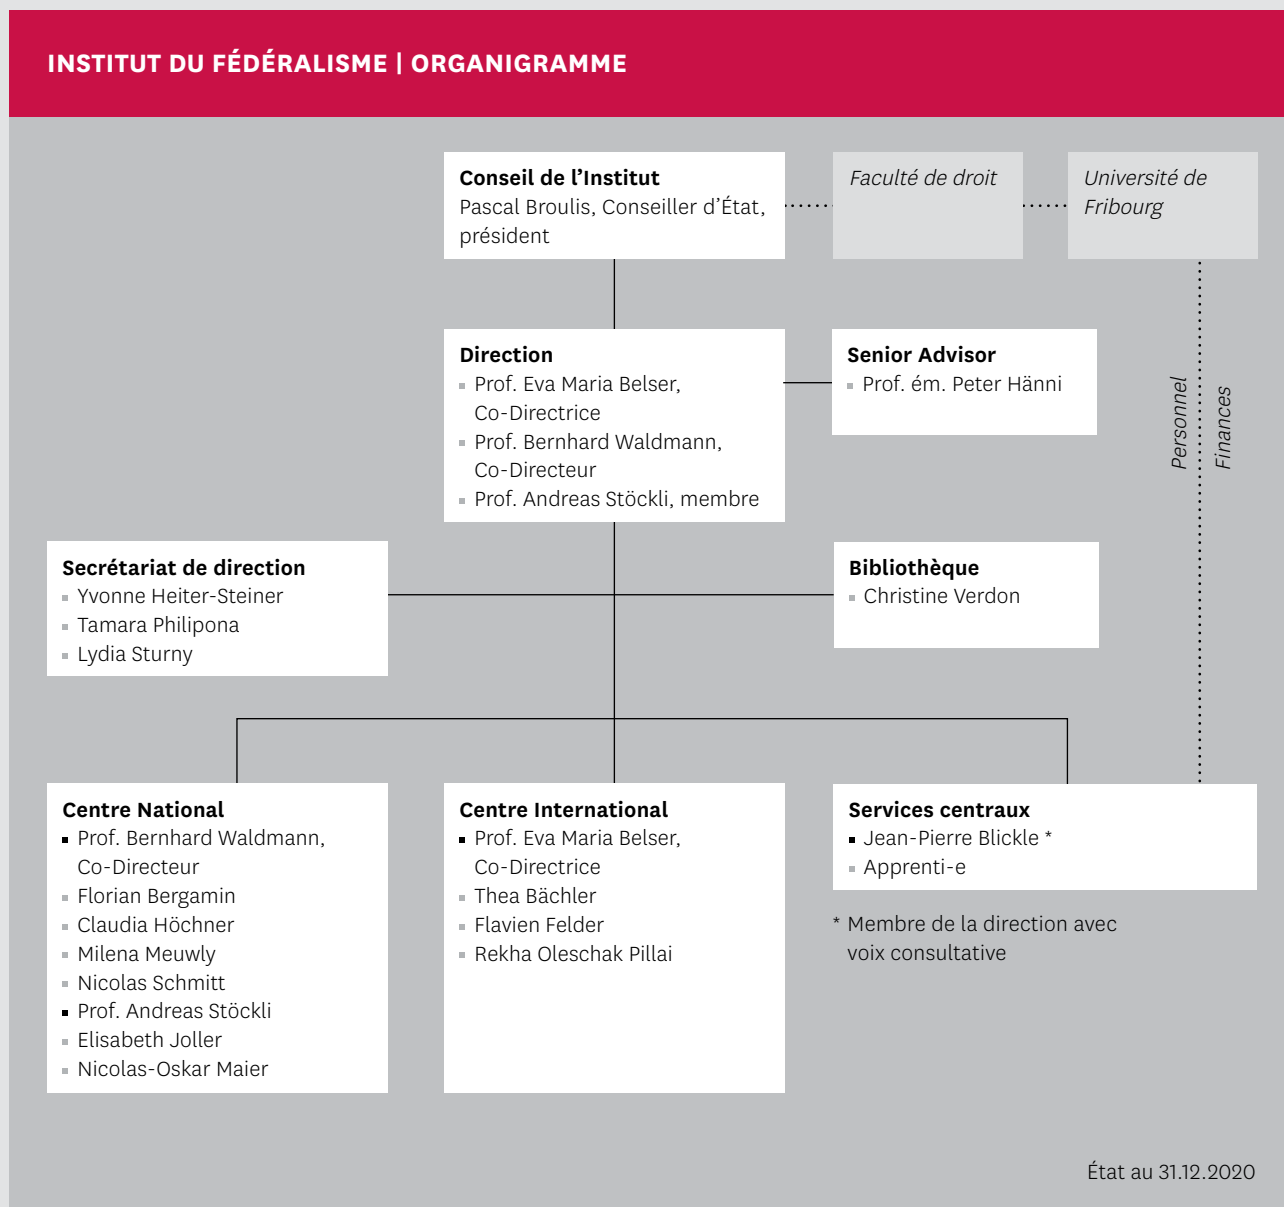 INSTITUT DU FÉDÉRALISME | ORGANIGRAMME
Conseil de l’Institut
Pascal Broulis, Conseiller d’État,
président
Faculté de droit
Université de
Fribourg
Direction
Prof. Eva Maria Belser,
Co-Directrice
Prof. Bernhard Waldmann,
Co-Directeur
Prof. Andreas Stöckli, membre
Senior Advisor
Prof. ém. Peter Hänni
Personnel
Finances
Secrétariat de direction
Yvonne Heiter-Steiner
Tamara Philipona
Lydia Sturny
Bibliothèque
Christine Verdon
Centre National
Prof. Bernhard Waldmann,
Co-Directeur
Florian Bergamin
Claudia Höchner
Milena Meuwly
Nicolas Schmitt
Prof. Andreas Stöckli
Elisabeth Joller
Nicolas-Oskar Maier
Centre International
Prof. Eva Maria Belser,
Co-Directrice
Thea Bächler
Flavien Felder
Rekha Oleschak Pillai
Services centraux
Jean-Pierre Blickle *
Apprenti-e
* Membre de la direction avec
voix consultative
État au 31.12.2020